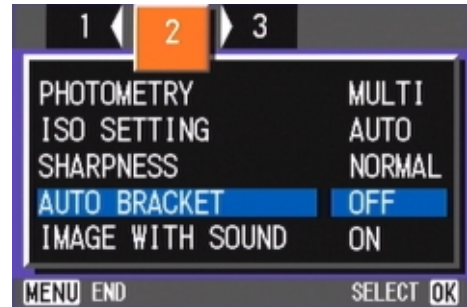 1 2 3
PHOTOMETRY MULTI
ISO SETTING AUTO
SHARPNESS NORMAL
AUTO BRACKET OFF
IMAGE WITH SOUND ON
MENU END SELECT OK